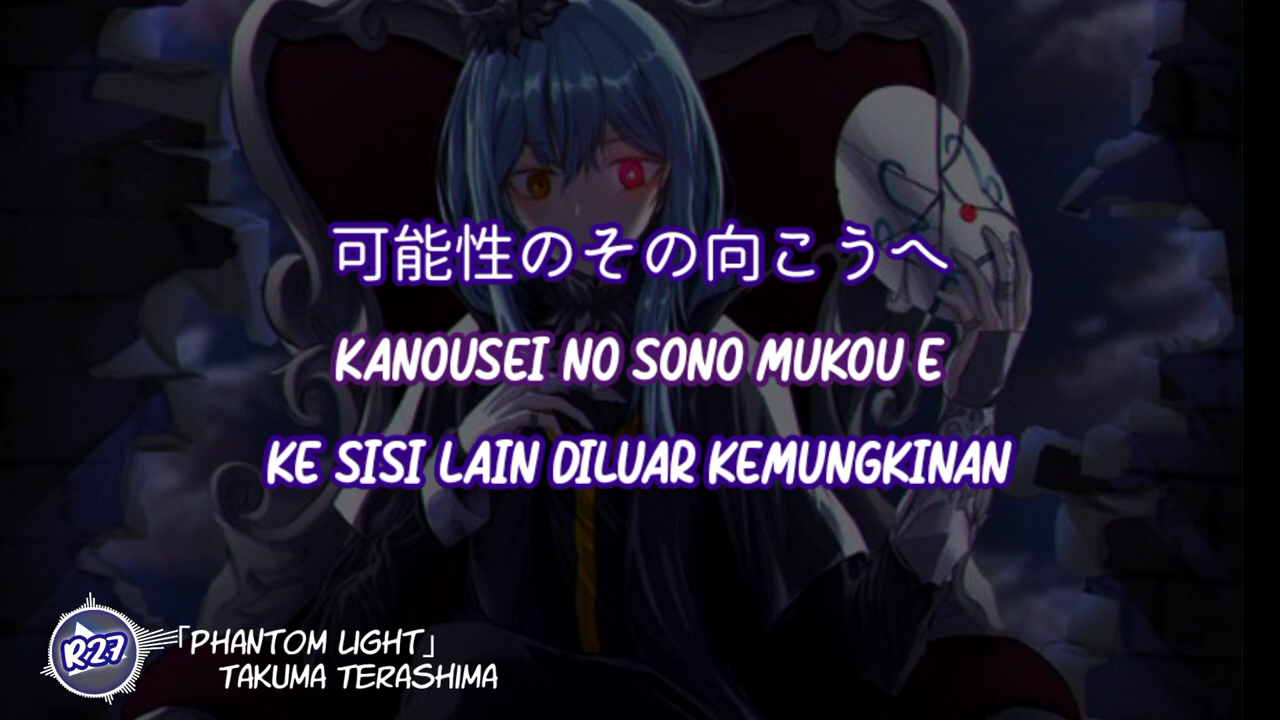 可能性のその向こうへ
KANOUSEI NO SONO MUKOU E
KE SISI LAIN DILUAR KEMUNGKINAN
R27
「PHANTOM LIGHT」
TAKUMA TERASHIMA